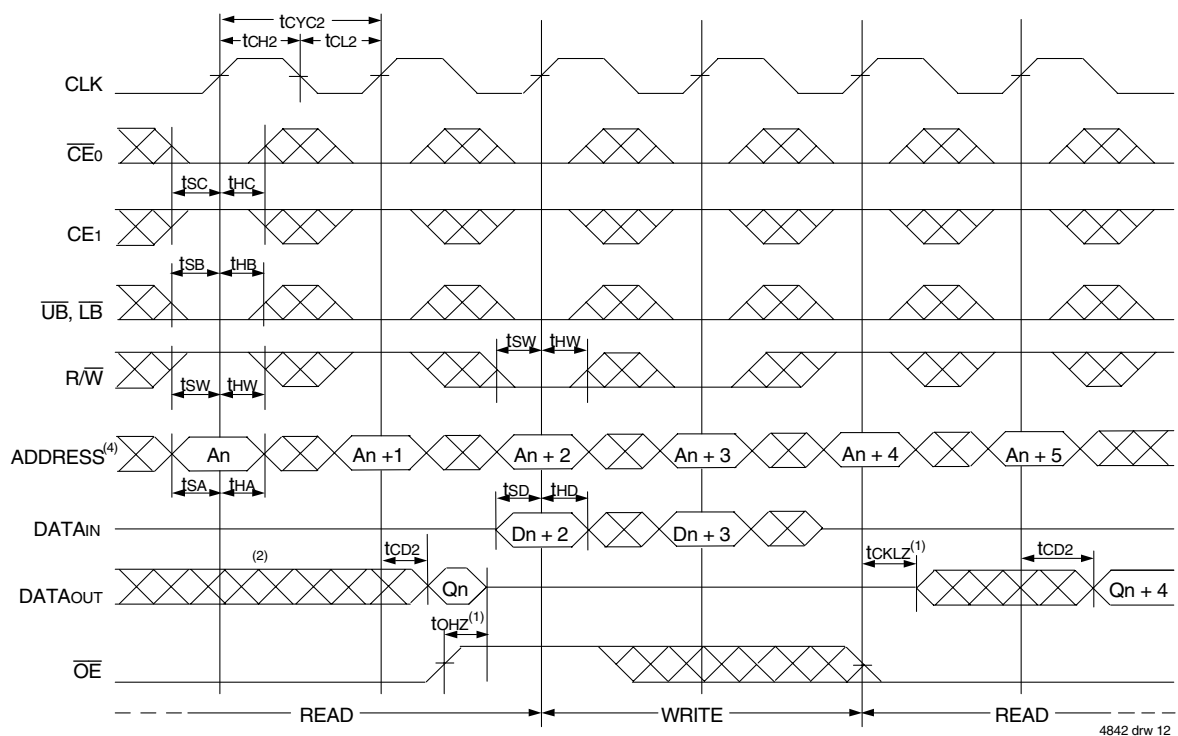 tCYC2
tCH2 tCL2
CLK
CE0
tSC tHC
CE1
tSB tHB
UB, LB
tSW tHW
R/W
tSW tHW
ADDRESS(4) An An +1 An + 2 An + 3 An + 4 An + 5
tSA tHA
tSD tHD
DATAIN Dn + 2 Dn + 3
(2) tCD2 tCKLZ(1) tCD2
DATAOUT Qn Qn + 4
tOHZ(1)
OE
READ WRITE READ
4842 drw 12